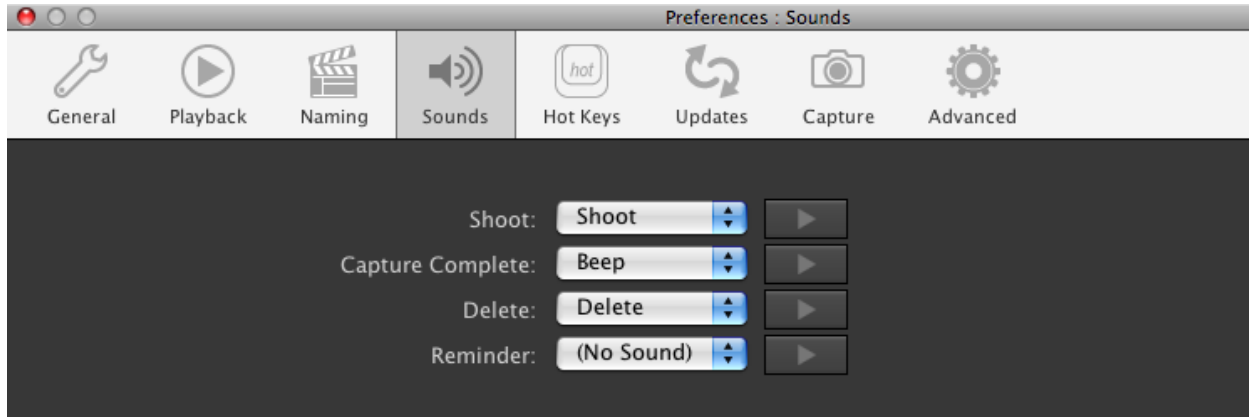 Preferences : Sounds
General Playback Naming Sounds hot Hot Keys Updates Capture Advanced
Shoot: Shoot
Capture Complete: Beep
Delete: Delete
Reminder: (No Sound)